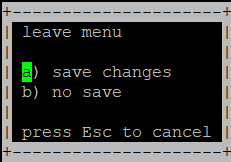 leave menu
a) save changes
b) no save
press Esc to cancel